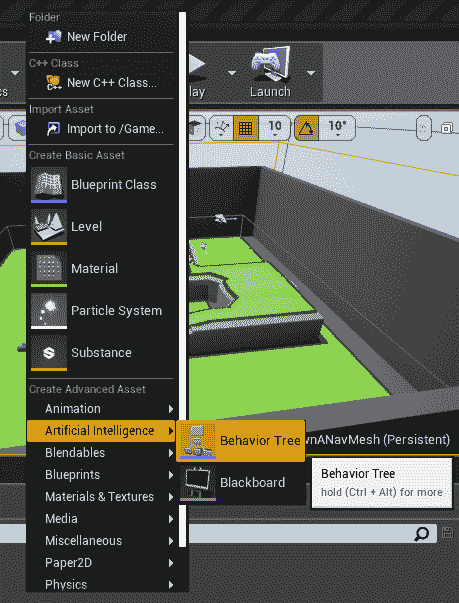 Folder
New Folder
C++ Class
C++
New C++ Class...
lay
Launch
Import Asset
Import to /Game...
10
10°
Create Basic Asset
Blueprint Class
Level
Material
Particle System
Substance
Create Advanced Asset
Animation
Artificial Intelligence
Behavior Tree
vnANavMesh (Persistent)
Blendables
Blueprints
Blackboard
Behavior Tree
hold (Ctrl + Alt) for more
Materials & Textures
Media
Miscellaneous
Paper2D
Physics